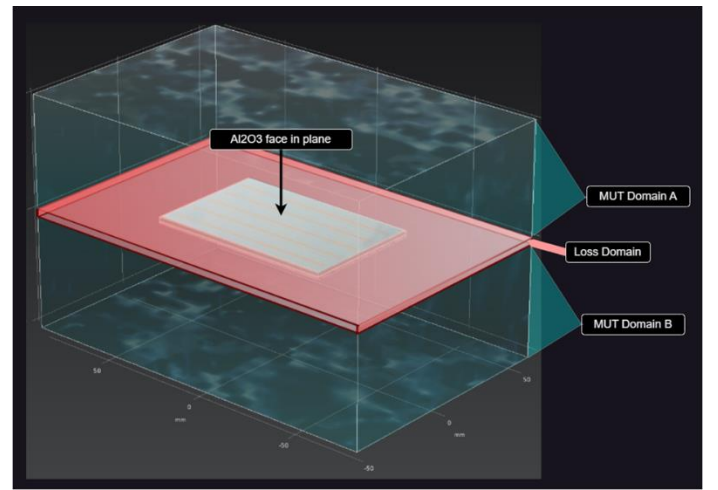 Al2O3 face in plane
MUT Domain A
Loss Domain
MUT Domain B
50
0
mm
-50
-50
0
mm
50